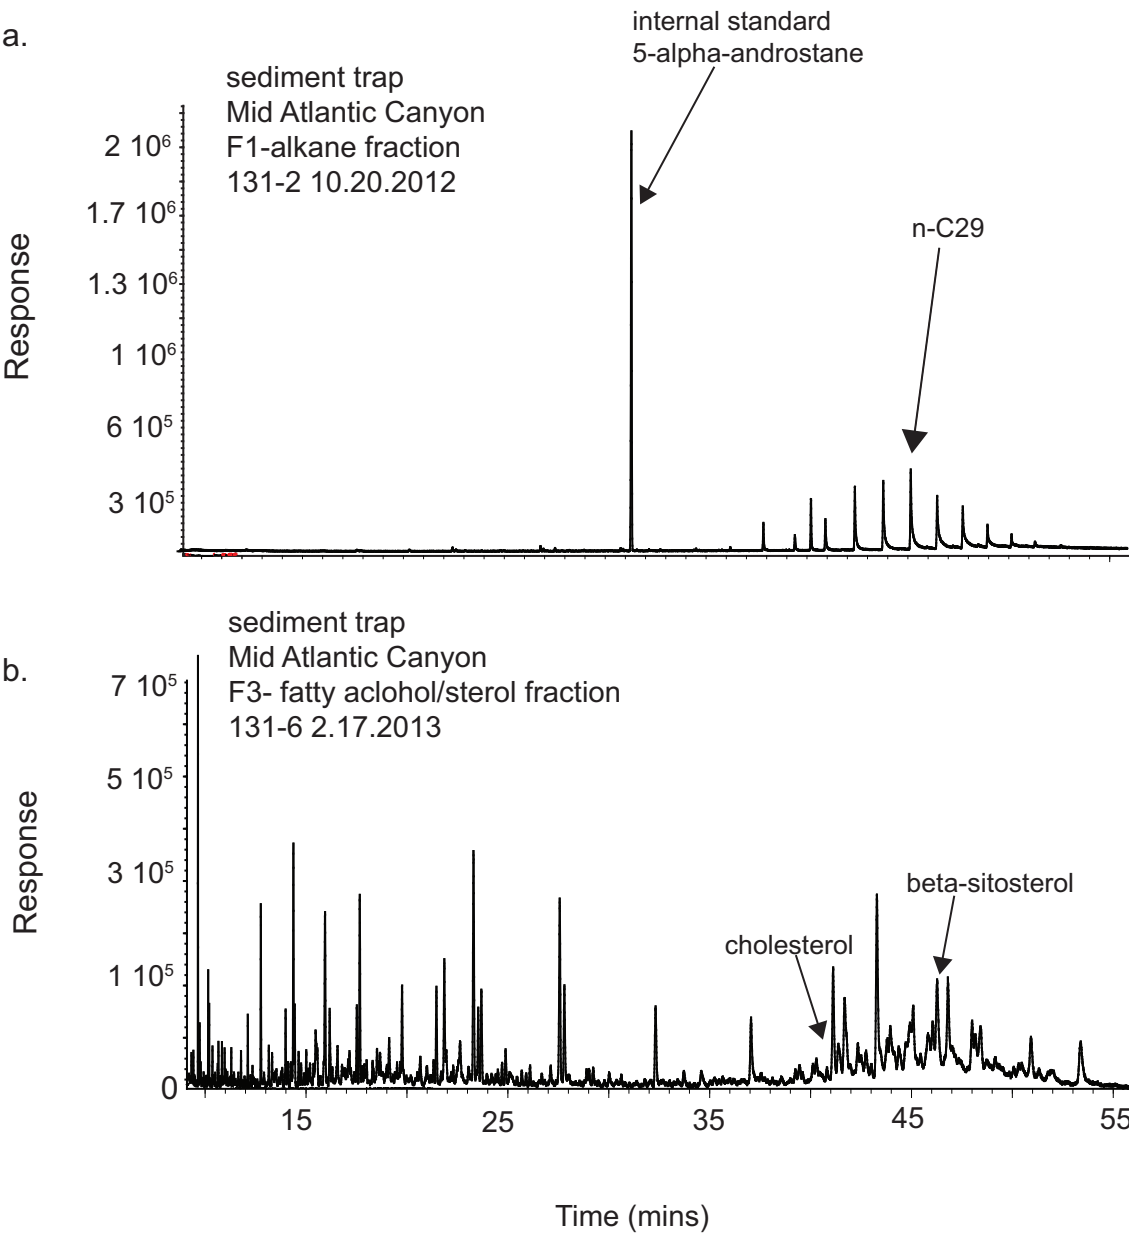 a.
internal standard
5-alpha-androstane
sediment trap
Mid Atlantic Canyon
F1-alkane fraction
131-2 10.20.2012
n-C29
Response
2 10⁶
1.7 10⁶
1.3 10⁶
1 10⁶
6 10⁵
3 10⁵
b.
sediment trap
Mid Atlantic Canyon
F3- fatty aclohol/sterol fraction
131-6 2.17.2013
cholesterol
beta-sitosterol
Response
7 10⁵
5 10⁵
3 10⁵
1 10⁵
0
15 25 35 45 55
Time (mins)